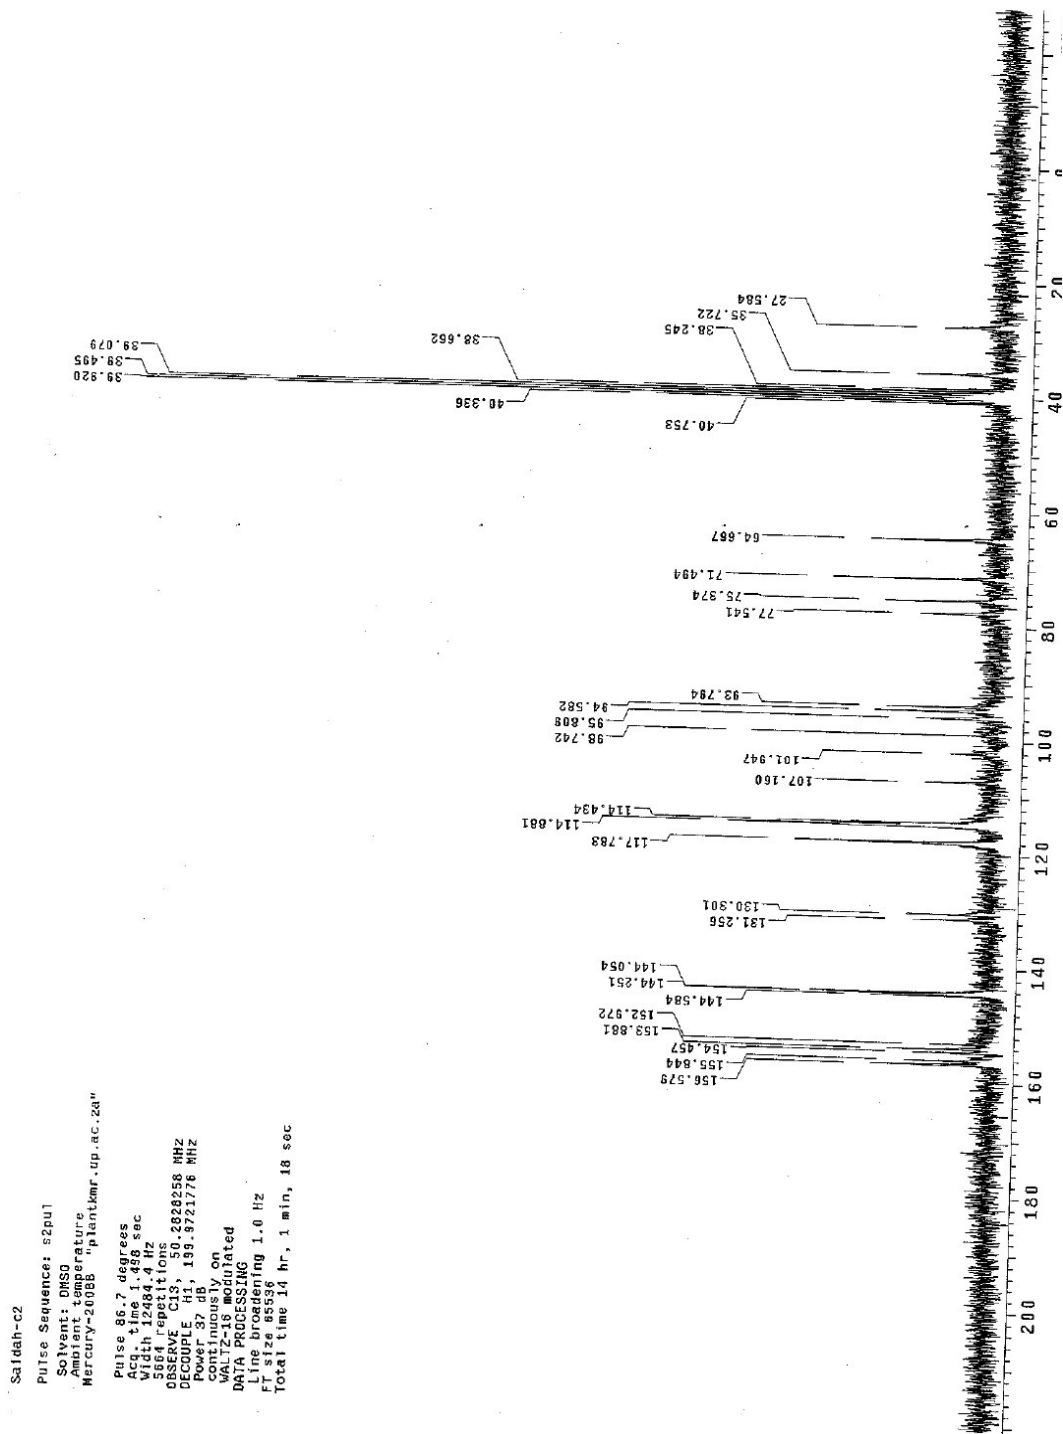 Saidah-c2
Pulse Sequence: s2pul
Solvent: DMSO
Ambient temperature
Mercury-200BB "plantkmr.up.ac.za"
Pulse 86.7 degrees
Acq. time 1.498 sec
Width 12484.4 Hz
5664 repetitions
OBSERVE C13, 50.2828258 MHz
DECOUPLE H1, 199.9721776 MHz
Power 37 dB
continuously on
WALTZ-16 modulated
DATA PROCESSING
Line broadening 1.0 Hz
FT size 65536
Total time 14 hr, 1 min, 18 sec
156.579
155.844
154.457
153.881
152.972
144.584
144.251
144.054
131.256
130.301
117.783
114.881
114.434
107.160
101.947
98.742
95.809
94.582
93.794
77.541
75.374
71.494
64.667
40.753
40.336
39.920
39.495
39.079
38.662
38.245
35.722
27.584
200
180
160
140
120
100
80
60
40
20
0